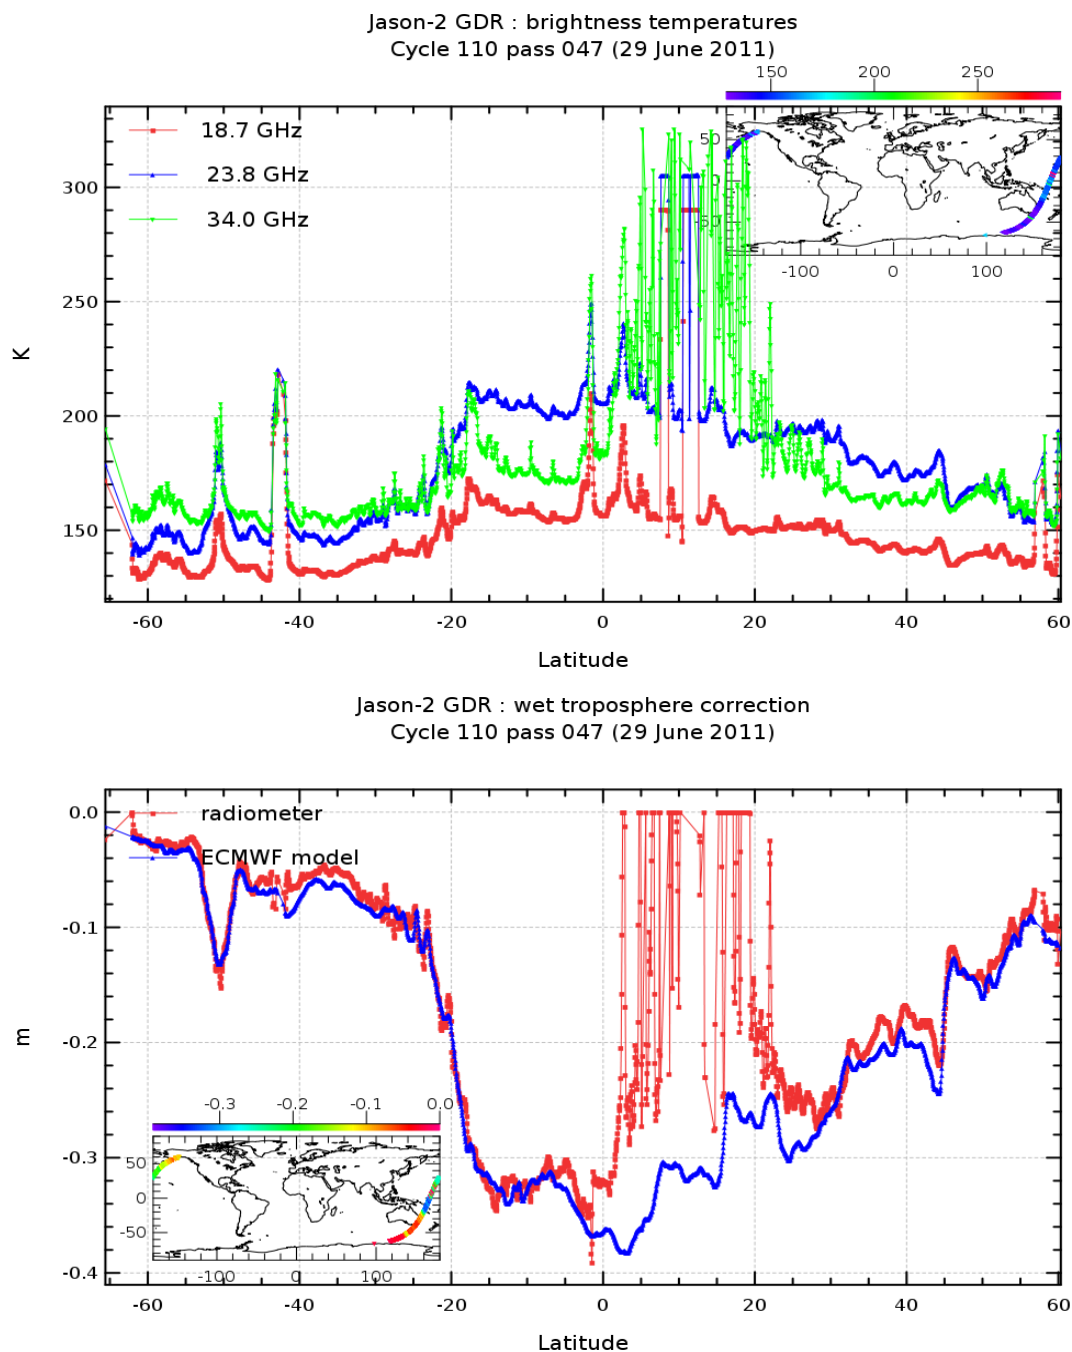 Jason-2 GDR : brightness temperatures
Cycle 110 pass 047 (29 June 2011)
150 200 250
18.7 GHz
23.8 GHz
34.0 GHz
50
0
-50
-100 0 100
300
250
200
150
K
-60 -40 -20 0 20 40 60
Latitude
Jason-2 GDR : wet troposphere correction
Cycle 110 pass 047 (29 June 2011)
radiometer
ECMWF model
0.0
-0.1
-0.2
-0.3
-0.4
m
-0.3 -0.2 -0.1 0.0
50
0
-50
-100 0 100
-60 -40 -20 0 20 40 60
Latitude